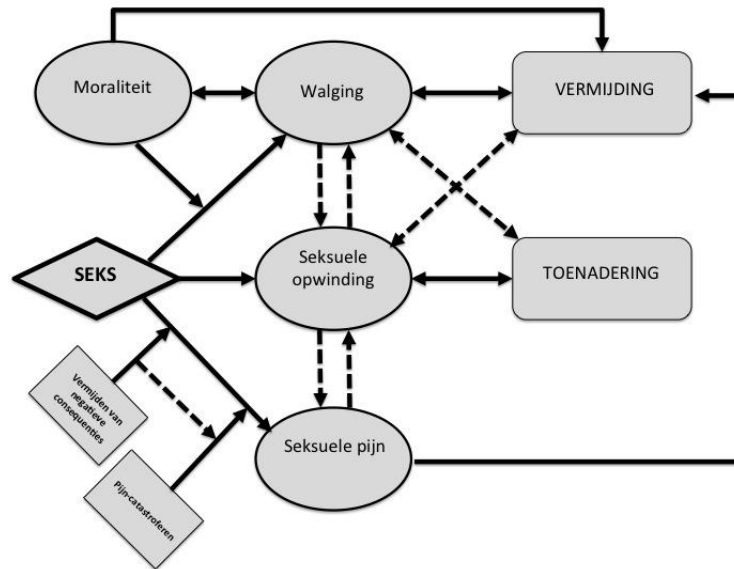 Moraliteit
Walging
VERMIJDING
SEKS
Seksuele
opwinding
TOENADERING
Vermijden van
negatieve
consequenties
Pijn-catastroferen
Seksuele pijn